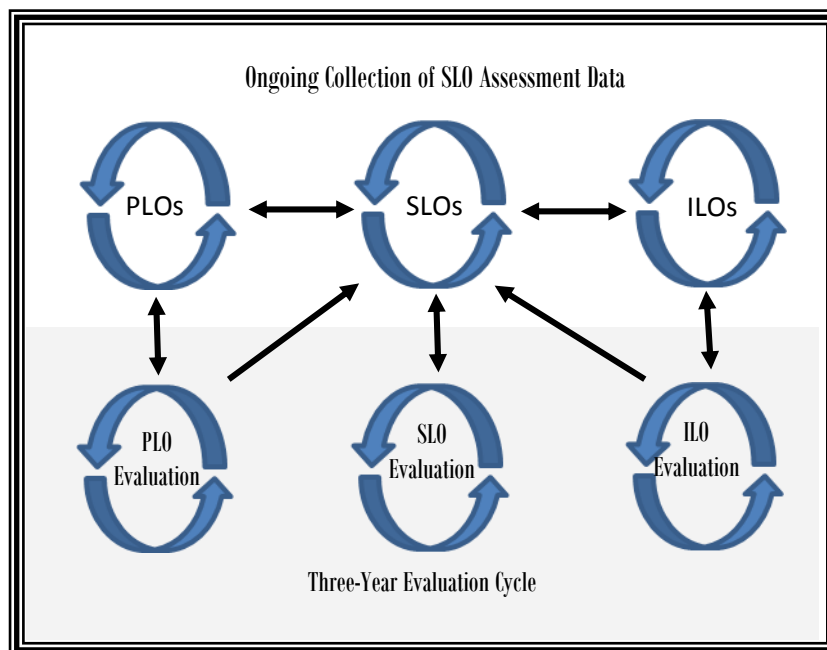 Ongoing Collection of SLO Assessment Data
PLOs
SLOs
ILOs
PLO
Evaluation
SLO
Evaluation
ILO
Evaluation
Three-Year Evaluation Cycle